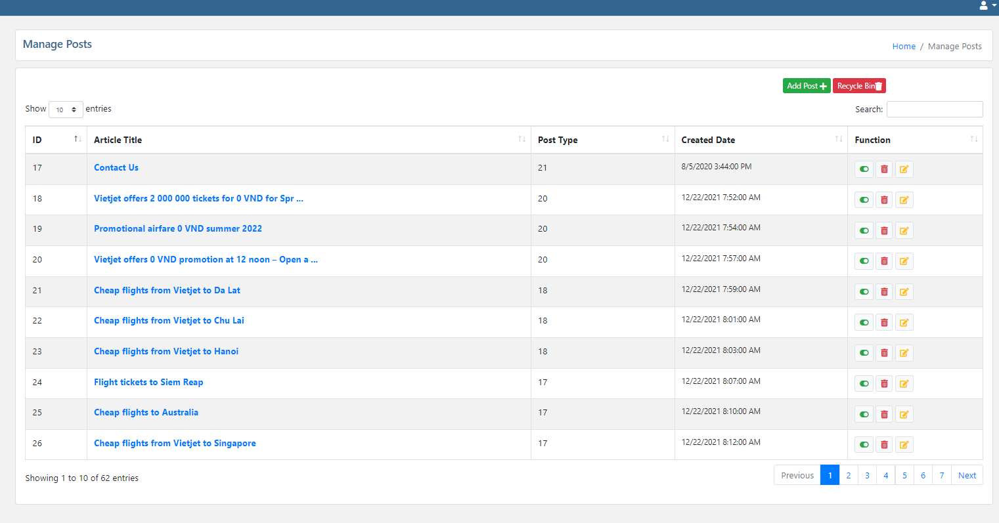 Manage Posts
Home / Manage Posts
Add Post Recycle Bin
Show 10 entries Search:
ID Article Title Post Type Created Date Function
17 Contact Us 21 8/5/2020 3:44:00 PM
18 Vietjet offers 2 000 000 tickets for 0 VND for Spr ... 20 12/22/2021 7:52:00 AM
19 Promotional airfare 0 VND summer 2022 20 12/22/2021 7:54:00 AM
20 Vietjet offers 0 VND promotion at 12 noon – Open a ... 20 12/22/2021 7:57:00 AM
21 Cheap flights from Vietjet to Da Lat 18 12/22/2021 7:59:00 AM
22 Cheap flights from Vietjet to Chu Lai 18 12/22/2021 8:01:00 AM
23 Cheap flights from Vietjet to Hanoi 18 12/22/2021 8:03:00 AM
24 Flight tickets to Siem Reap 17 12/22/2021 8:07:00 AM
25 Cheap flights to Australia 17 12/22/2021 8:10:00 AM
26 Cheap flights from Vietjet to Singapore 17 12/22/2021 8:12:00 AM
Showing 1 to 10 of 62 entries Previous 1 2 3 4 5 6 7 Next